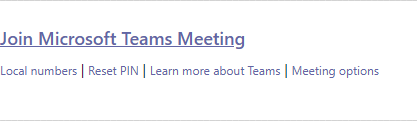 Join Microsoft Teams Meeting
Local numbers | Reset PIN | Learn more about Teams | Meeting options